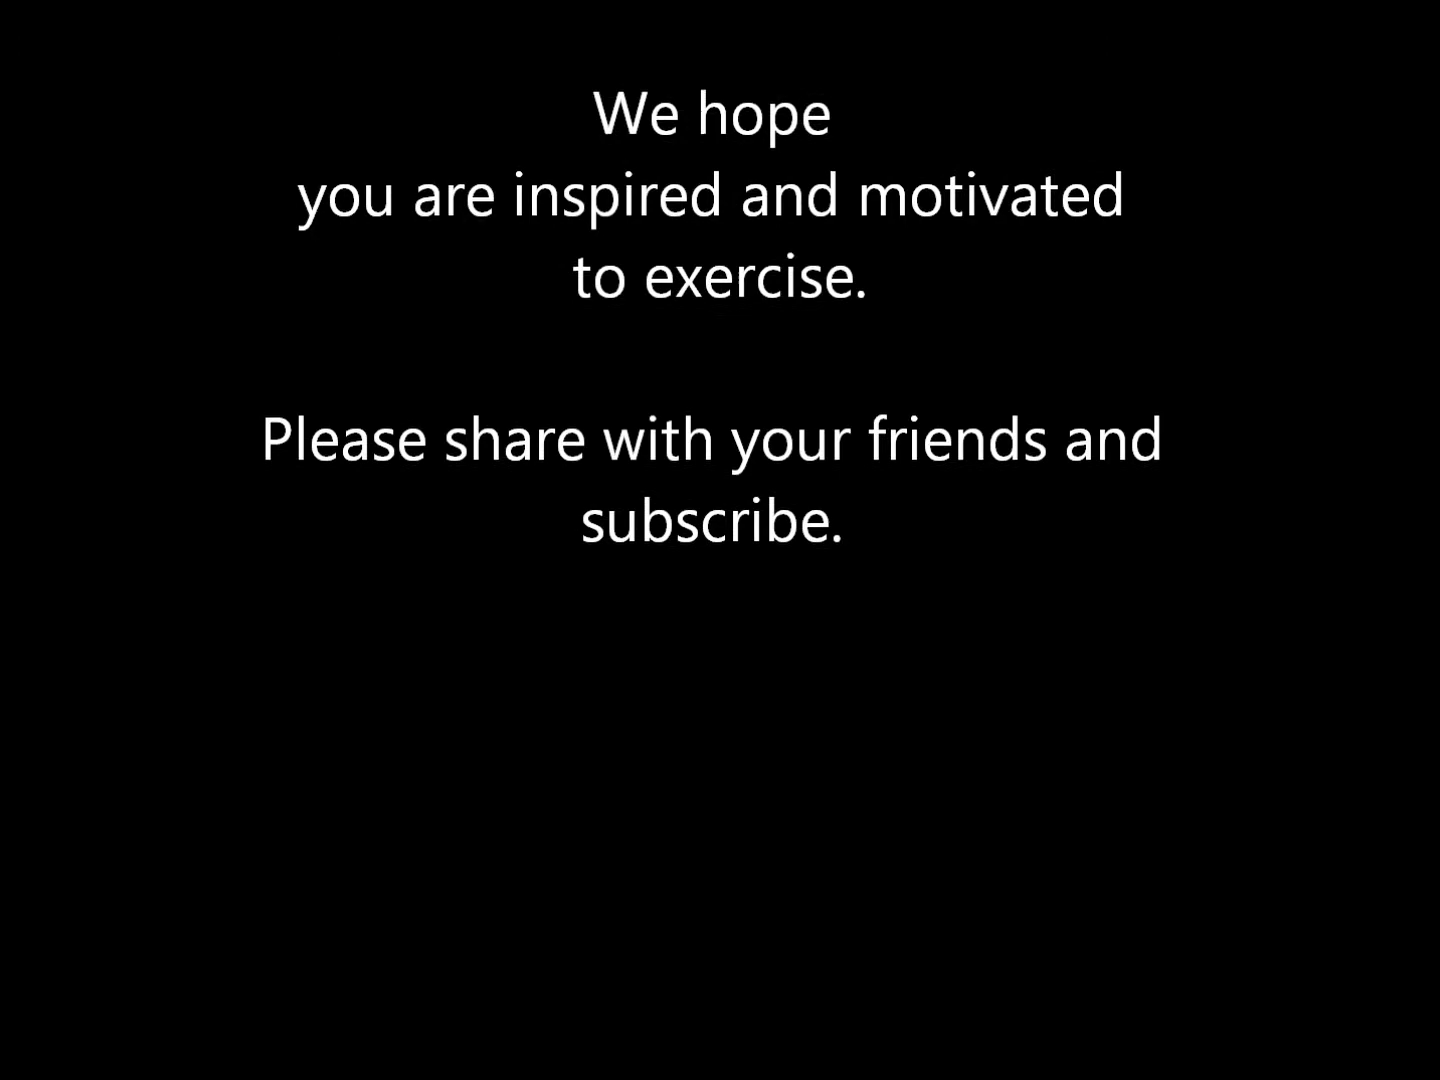 We hope
you are inspired and motivated
to exercise.
Please share with your friends and
subscribe.